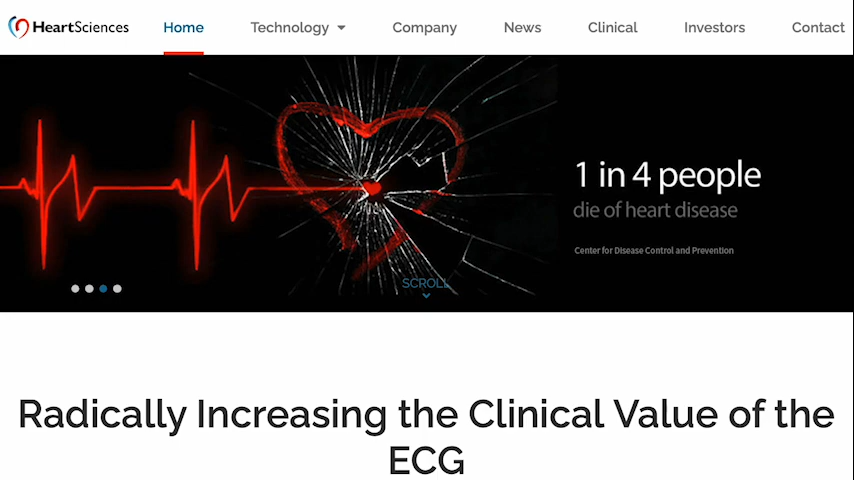 HeartSciences
Home
Technology
Company
News
Clinical
Investors
Contact
1 in 4 people
die of heart disease
Center for Disease Control and Prevention
SCROLL
Radically Increasing the Clinical Value of the
ECG